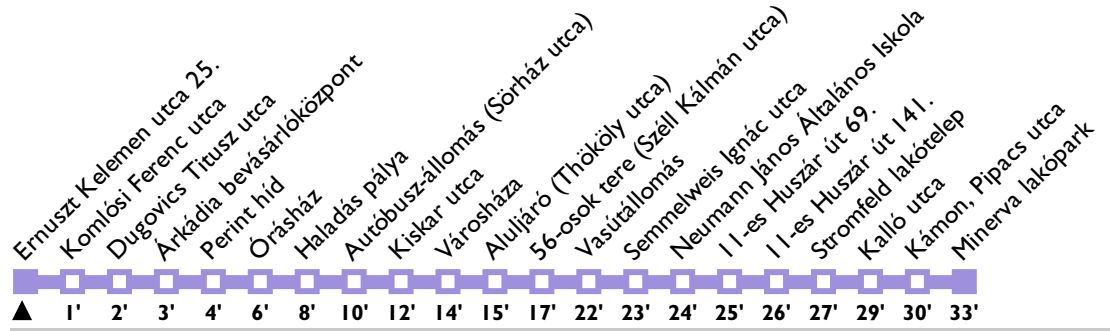 Ernuszt Kelemen utca 25.
Komlósi Ferenc utca
Dugovics Titusz utca
Árkádia bevásárlóközpont
Perint híd
Órásház
Haladás pálya
Autóbusz-állomás (Sörház utca)
Kiskar utca
Városháza
Aluljáró (Thököly utca)
56-osok tere (Széll Kálmán utca)
Vasútállomás
Semmelweis Ignác utca
Neumann János Általános Iskola
11-es Huszár út 69.
11-es Huszár út 141.
Stromfeld lakótelep
Kalló utca
Kámon, Pipacs utca
Minerva lakópark
▲ 1' 2' 3' 4' 6' 8' 10' 12' 14' 15' 17' 22' 23' 24' 25' 26' 27' 29' 30' 33'